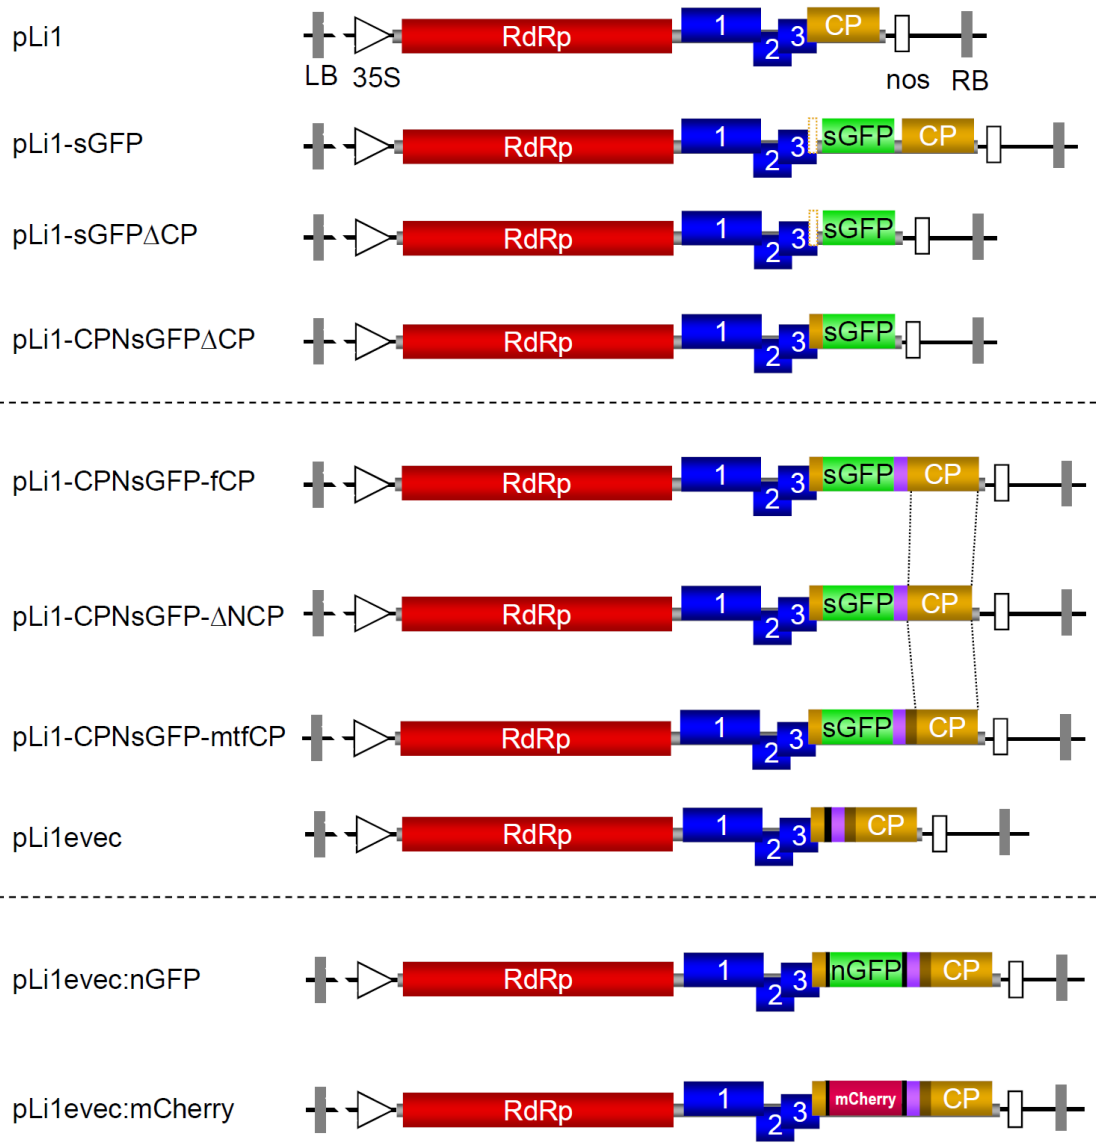 pLi1 RdRp 1 2 3 CP
LB 35S nos RB
pLi1-sGFP RdRp 1 2 3 sGFP CP
pLi1-sGFPΔCP RdRp 1 2 3 sGFP
pLi1-CPNsGFPΔCP RdRp 1 2 3 sGFP
pLi1-CPNsGFP-fCP RdRp 1 2 3 sGFP CP
pLi1-CPNsGFP-ΔNCP RdRp 1 2 3 sGFP CP
pLi1-CPNsGFP-mtfCP RdRp 1 2 3 sGFP CP
pLi1evec RdRp 1 2 3 CP
pLi1evec:nGFP RdRp 1 2 3 nGFP CP
pLi1evec:mCherry RdRp 1 2 3 mCherry CP